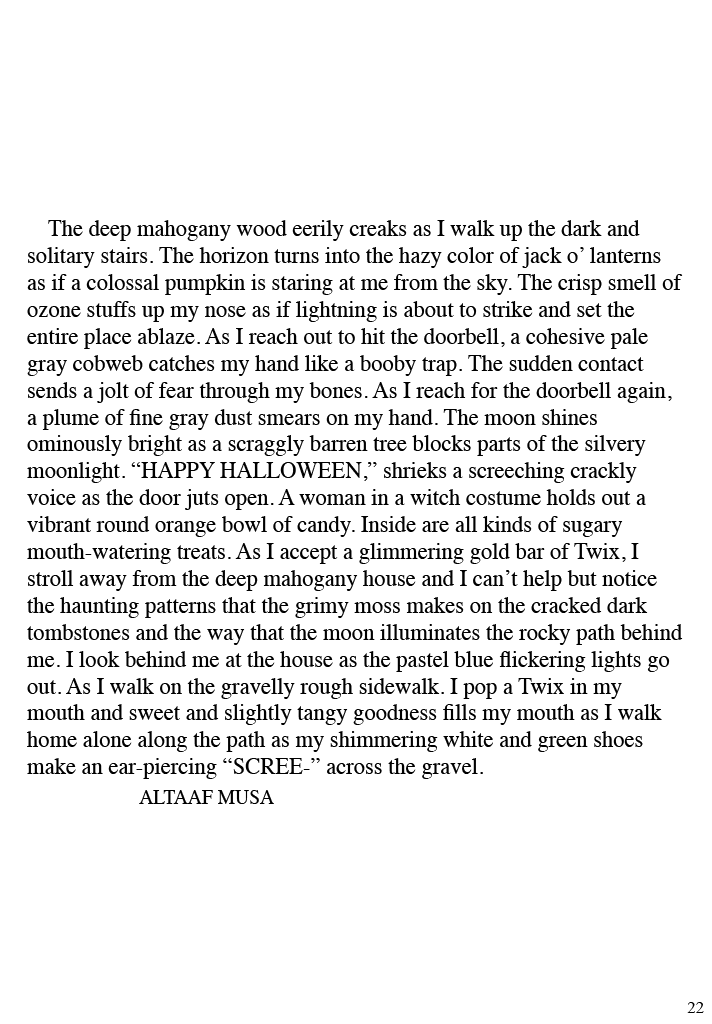 The deep mahogany wood eerily creaks as I walk up the dark and
solitary stairs. The horizon turns into the hazy color of jack o’ lanterns
as if a colossal pumpkin is staring at me from the sky. The crisp smell of
ozone stuffs up my nose as if lightning is about to strike and set the
entire place ablaze. As I reach out to hit the doorbell, a cohesive pale
gray cobweb catches my hand like a booby trap. The sudden contact
sends a jolt of fear through my bones. As I reach for the doorbell again,
a plume of fine gray dust smears on my hand. The moon shines
ominously bright as a scraggly barren tree blocks parts of the silvery
moonlight. “HAPPY HALLOWEEN,” shrieks a screeching crackly
voice as the door juts open. A woman in a witch costume holds out a
vibrant round orange bowl of candy. Inside are all kinds of sugary
mouth-watering treats. As I accept a glimmering gold bar of Twix, I
stroll away from the deep mahogany house and I can’t help but notice
the haunting patterns that the grimy moss makes on the cracked dark
tombstones and the way that the moon illuminates the rocky path behind
me. I look behind me at the house as the pastel blue flickering lights go
out. As I walk on the gravelly rough sidewalk. I pop a Twix in my
mouth and sweet and slightly tangy goodness fills my mouth as I walk
home alone along the path as my shimmering white and green shoes
make an ear-piercing “SCREE-” across the gravel.
ALTAAF MUSA
22